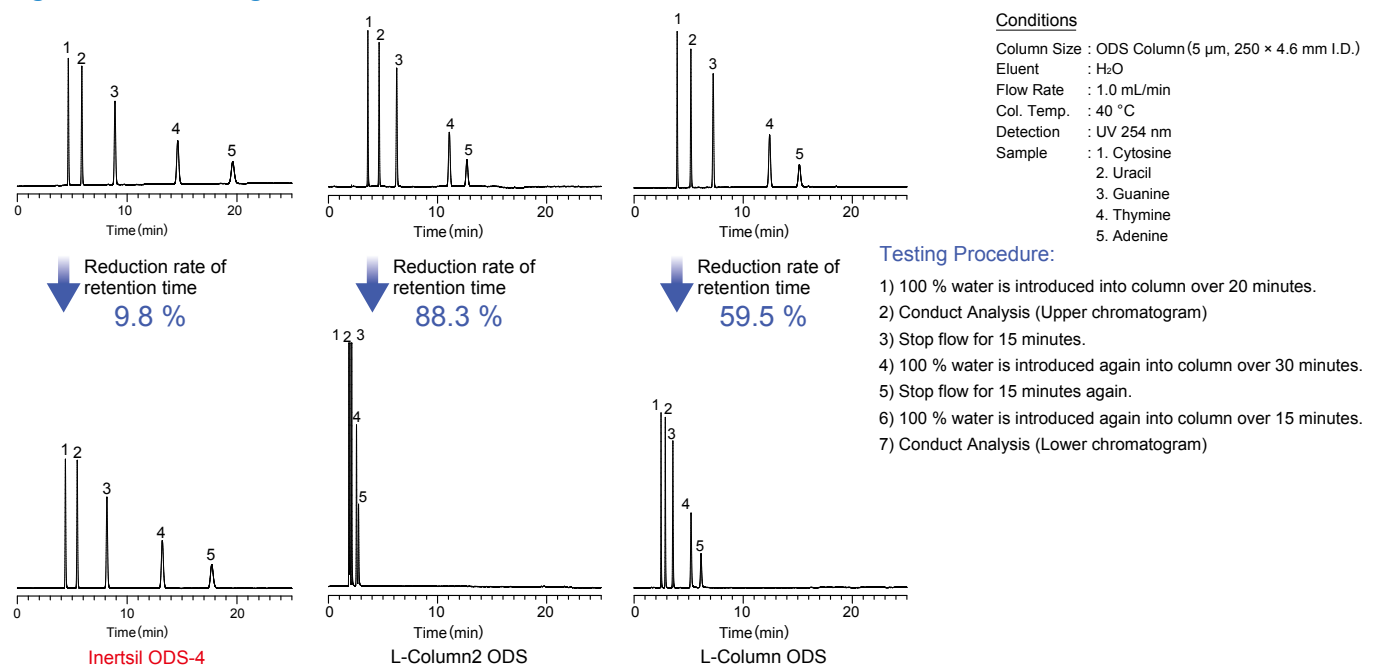 1
2
3
4
5
0
10
20
Time (min)
1
2
3
4
5
0
10
20
Time (min)
1
2
3
4
5
0
10
20
Time (min)
Conditions
Column Size : ODS Column (5 µm, 250 × 4.6 mm I.D.)
Eluent : H₂O
Flow Rate : 1.0 mL/min
Col. Temp. : 40 °C
Detection : UV 254 nm
Sample : 1. Cytosine
2. Uracil
3. Guanine
4. Thymine
5. Adenine
Reduction rate of
retention time
9.8 %
Reduction rate of
retention time
88.3 %
Reduction rate of
retention time
59.5 %
Testing Procedure:
1) 100 % water is introduced into column over 20 minutes.
2) Conduct Analysis (Upper chromatogram)
3) Stop flow for 15 minutes.
4) 100 % water is introduced again into column over 30 minutes.
5) Stop flow for 15 minutes again.
6) 100 % water is introduced again into column over 15 minutes.
7) Conduct Analysis (Lower chromatogram)
1 2
3
4
5
0
10
20
Time (min)
Inertsil ODS-4
1 2 3
4
5
0
10
20
Time (min)
L-Column2 ODS
1 2
3
4
5
0
10
20
Time (min)
L-Column ODS